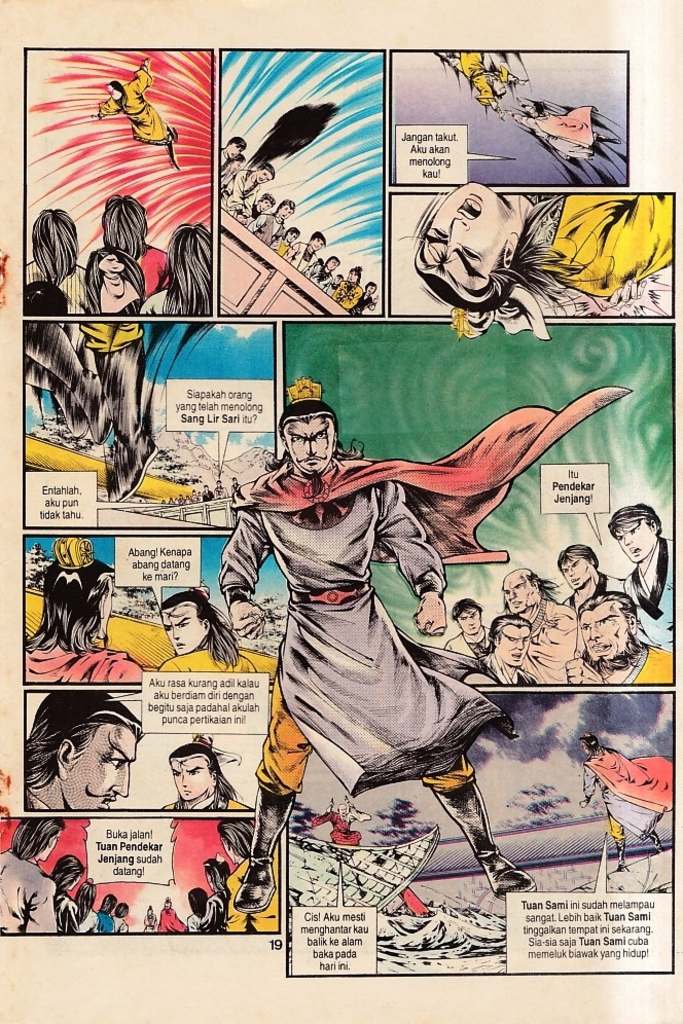 Jangan takut.
Aku akan
menolong
kau!
Siapakah orang
yang telah menolong
Sang Lir Sari itu?
Entahlah,
aku pun
tidak tahu.
Itu
Pendekar
Jenjang!
Abang! Kenapa
abang datang
ke mari?
Aku rasa kurang adil kalau
aku berdiam diri dengan
begitu saja padahal akulah
punca pertikaian ini!
Buka jalan!
Tuan Pendekar
Jenjang sudah
datang!
Cis! Aku mesti
menghantar kau
balik ke alam
baka pada
hari ini.
Tuan Sami sudah melampau
sangat. Lebih baik Tuan Sami
tinggalkan tempat ini sekarang.
Sia-sia saja Tuan Sami cuba
memeluk biawak yang hidup!
19